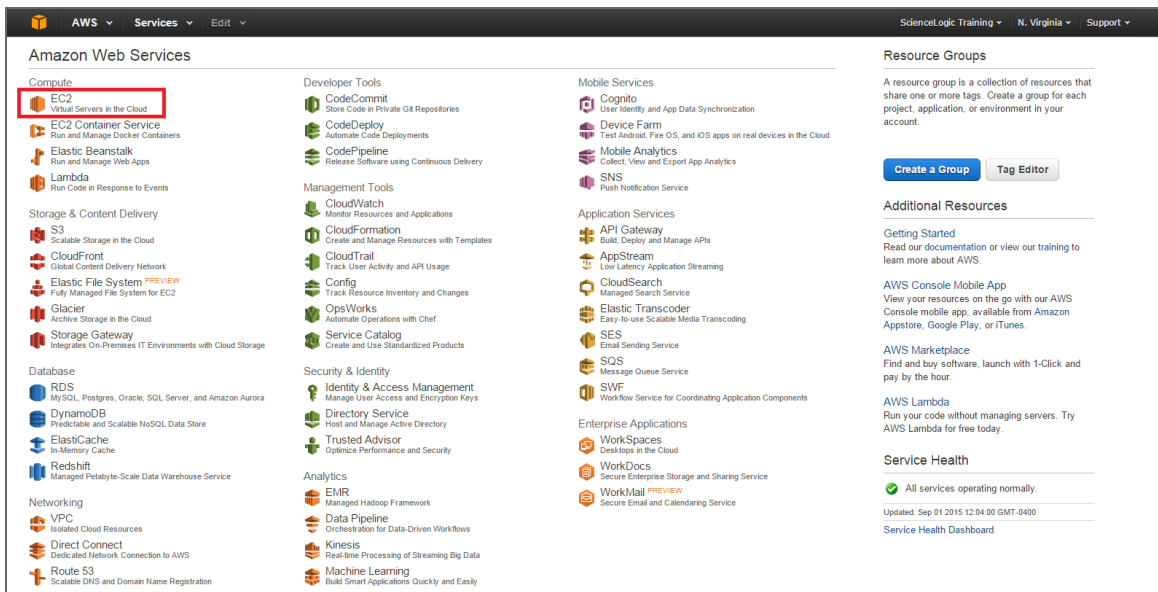 AWS Services Edit ScienceLogic Training N. Virginia Support
Amazon Web Services
Compute
EC2
Virtual Servers in the Cloud
EC2 Container Service
Run and Manage Docker Containers
Elastic Beanstalk
Run and Manage Web Apps
Lambda
Run Code in Response to Events
Storage & Content Delivery
S3
Scalable Storage in the Cloud
CloudFront
Global Content Delivery Network
Elastic File System PREVIEW
Fully Managed File System for EC2
Glacier
Archive Storage in the Cloud
Storage Gateway
Integrates On-Premises IT Environments with Cloud Storage
Database
RDS
MySQL, Postgres, Oracle, SQL Server, and Amazon Aurora
DynamoDB
Predictable and Scalable NoSQL Data Store
ElastiCache
In-Memory Cache
Redshift
Managed Petabyte-Scale Data Warehouse Service
Networking
VPC
Isolated Cloud Resources
Direct Connect
Dedicated Network Connection to AWS
Route 53
Scalable DNS and Domain Name Registration
Developer Tools
CodeCommit
Store Code in Private Git Repositories
CodeDeploy
Automate Code Deployments
CodePipeline
Release Software using Continuous Delivery
Management Tools
CloudWatch
Monitor Resources and Applications
CloudFormation
Create and Manage Resources with Templates
CloudTrail
Track User Activity and API Usage
Config
Track Resource Inventory and Changes
OpsWorks
Automate Operations with Chef
Service Catalog
Create and Use Standardized Products
Security & Identity
Identity & Access Management
Manage User Access and Encryption Keys
Directory Service
Host and Manage Active Directory
Trusted Advisor
Optimize Performance and Security
Analytics
EMR
Managed Hadoop Framework
Data Pipeline
Orchestration for Data-Driven Workflows
Kinesis
Real-time Processing of Streaming Big Data
Machine Learning
Build Smart Applications Quickly and Easily
Mobile Services
Cognito
User Identity and App Data Synchronization
Device Farm
Test Android, Fire OS, and iOS apps on real devices in the Cloud
Mobile Analytics
Collect, View and Export App Analytics
SNS
Push Notification Service
Application Services
API Gateway
Build, Deploy and Manage APIs
AppStream
Low Latency Application Streaming
CloudSearch
Managed Search Service
Elastic Transcoder
Easy-to-use Scalable Media Transcoding
SES
Email Sending Service
SQS
Message Queue Service
SWF
Workflow Service for Coordinating Application Components
Enterprise Applications
WorkSpaces
Desktops in the Cloud
WorkDocs
Secure Enterprise Storage and Sharing Service
WorkMail PREVIEW
Secure Email and Calendaring Service
Resource Groups
A resource group is a collection of resources that
share one or more tags. Create a group for each
project, application, or environment in your
account.
Create a Group Tag Editor
Additional Resources
Getting Started
Read our documentation or view our training to
learn more about AWS.
AWS Console Mobile App
View your resources on the go with our AWS
Console mobile app, available from Amazon
Appstore, Google Play, or iTunes.
AWS Marketplace
Find and buy software, launch with 1-Click and
pay by the hour.
AWS Lambda
Run your code without managing servers. Try
AWS Lambda for free today.
Service Health
All services operating normally.
Updated: Sep 01 2015 12:04:00 GMT-0400
Service Health Dashboard